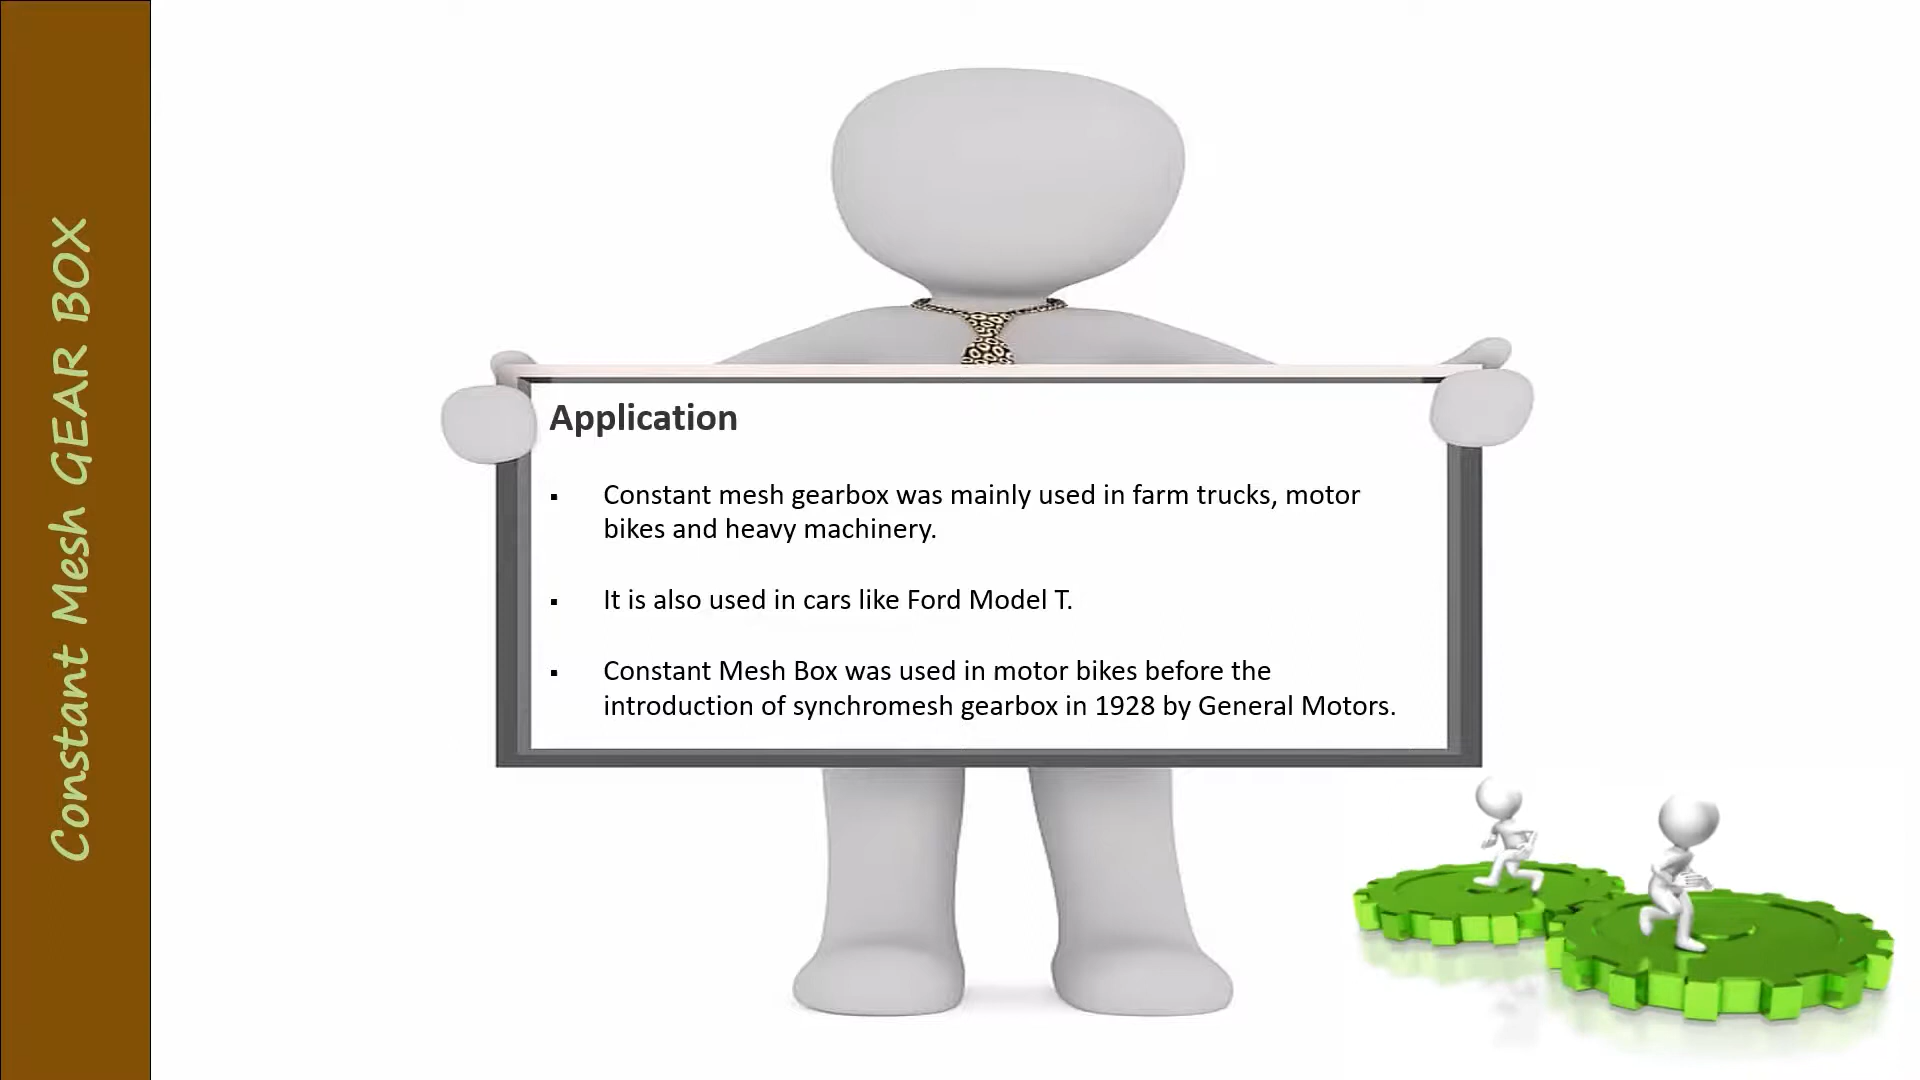 Constant Mesh GEAR BOX
Application
▪ Constant mesh gearbox was mainly used in farm trucks, motor
bikes and heavy machinery.
▪ It is also used in cars like Ford Model T.
▪ Constant Mesh Box was used in motor bikes before the
introduction of synchromesh gearbox in 1928 by General Motors.